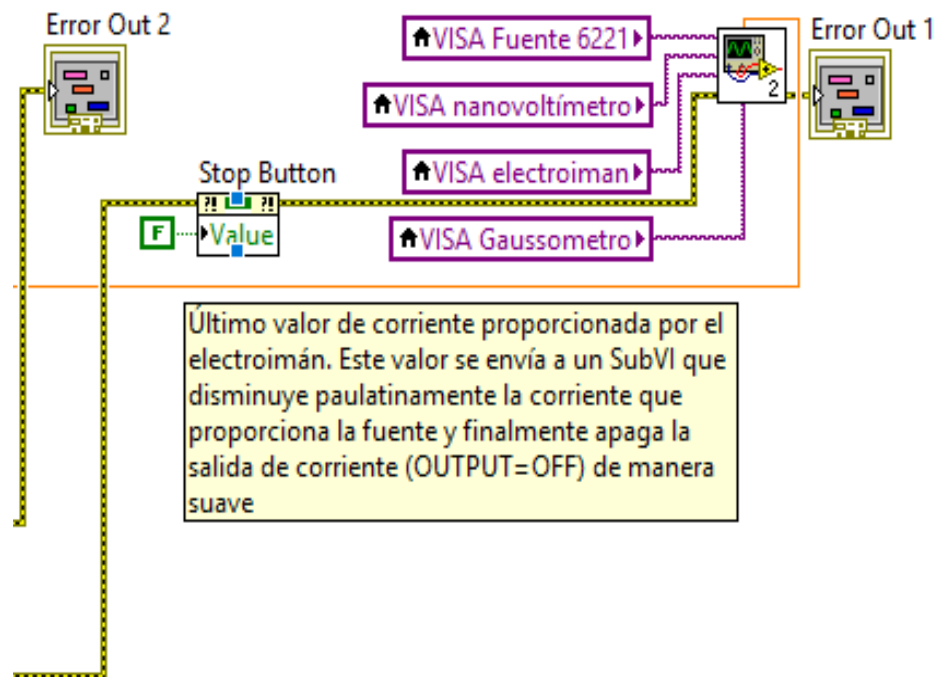 Error Out 2
VISA Fuente 6221
Error Out 1
2
VISA nanovoltímetro
VISA electroiman
Stop Button
?! ?!
F
Value
VISA Gaussometro
Último valor de corriente proporcionada por el
electroimán. Este valor se envía a un SubVI que
disminuye paulatinamente la corriente que
proporciona la fuente y finalmente apaga la
salida de corriente (OUTPUT=OFF) de manera
suave